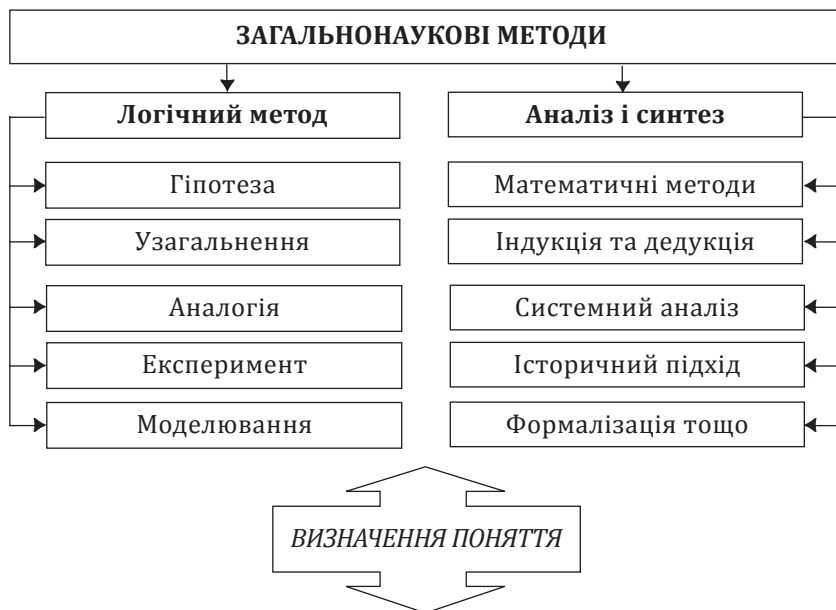 ЗАГАЛЬНОНАУКОВІ МЕТОДИ
Логічний метод
Гіпотеза
Узагальнення
Аналогія
Експеримент
Моделювання
Аналіз і синтез
Математичні методи
Індукція та дедукція
Системний аналіз
Історичний підхід
Формалізація тощо
ВИЗНАЧЕННЯ ПОНЯТТЯ